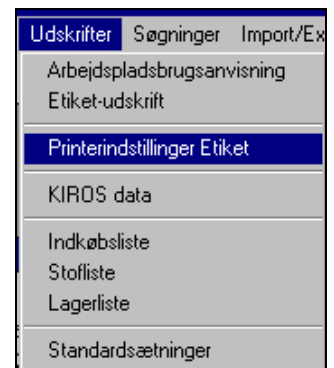 Udskrifter Søgninger Import/Ex
Arbejdspladsbrugsanvisning
Etiket-udskrift
Printerindstillinger Etiket
KIROS data
Indkøbsliste
Stofliste
Lagerliste
Standardsætninger